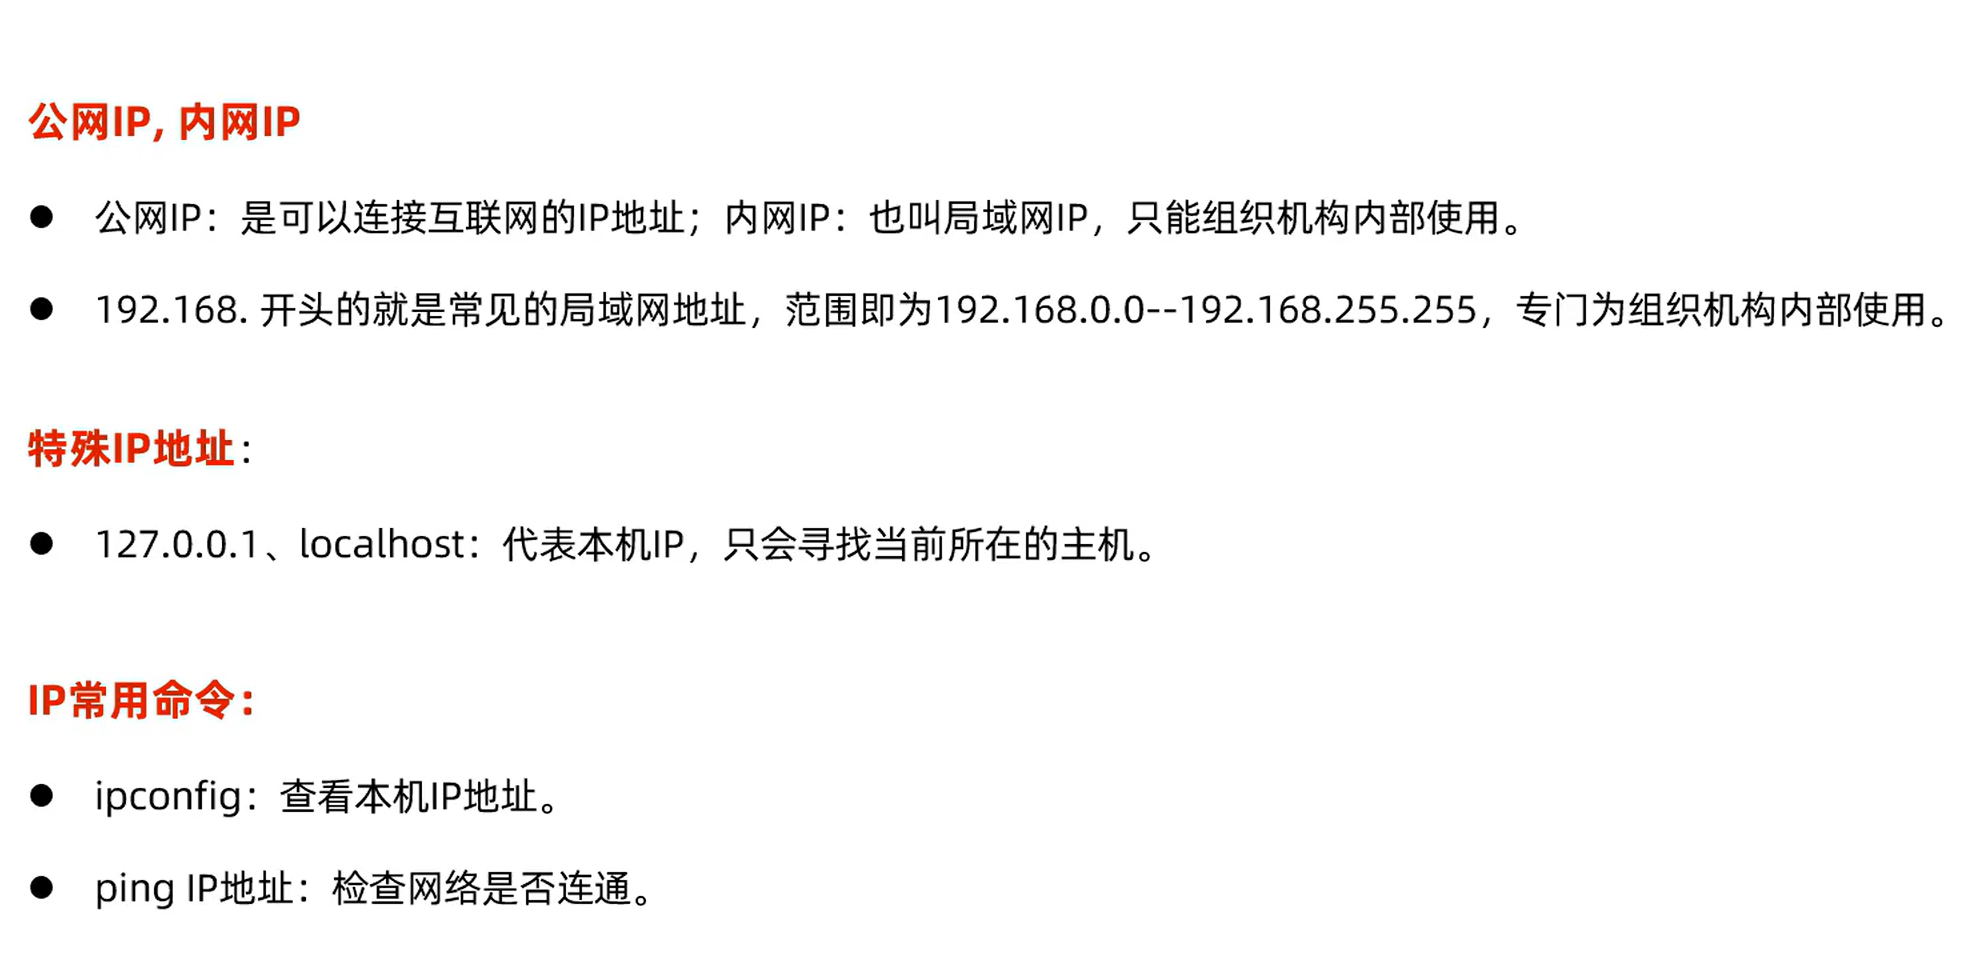 公网IP, 内网IP
● 公网IP：是可以连接互联网的IP地址；内网IP：也叫局域网IP，只能组织机构内部使用。
● 192.168. 开头的就是常见的局域网地址，范围即为192.168.0.0--192.168.255.255，专门为组织机构内部使用。
特殊IP地址：
● 127.0.0.1、localhost：代表本机IP，只会寻找当前所在的主机。
IP常用命令：
● ipconfig：查看本机IP地址。
● ping IP地址：检查网络是否连通。